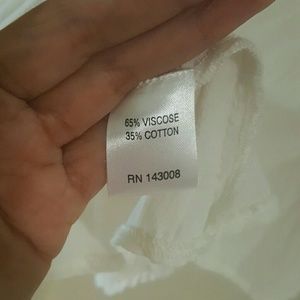 65% VISCOSE
35% COTTON
RN 143008